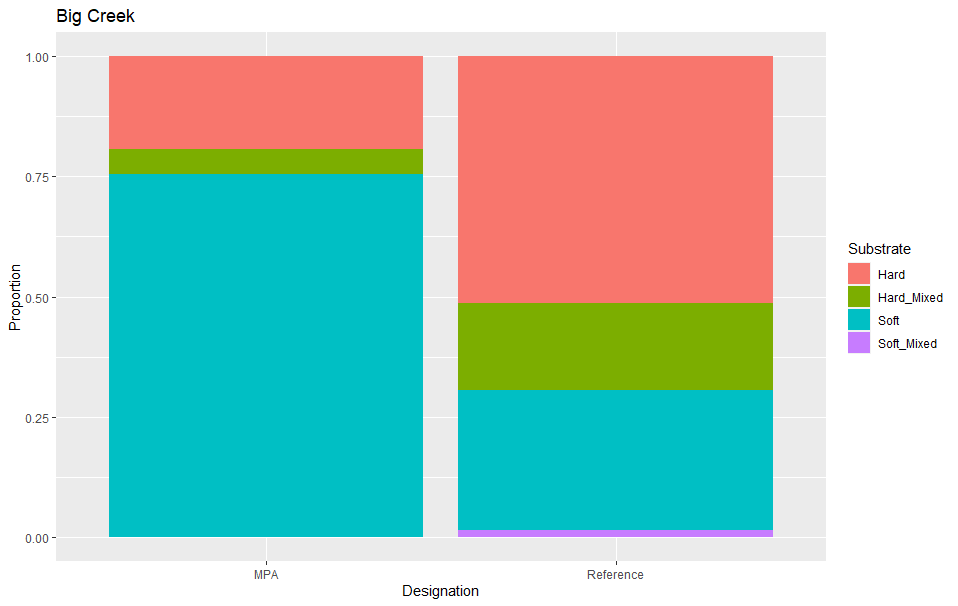 Big Creek
1.00
0.75
0.50
0.25
0.00
Proportion
MPA
Reference
Designation
Substrate
Hard
Hard_Mixed
Soft
Soft_Mixed